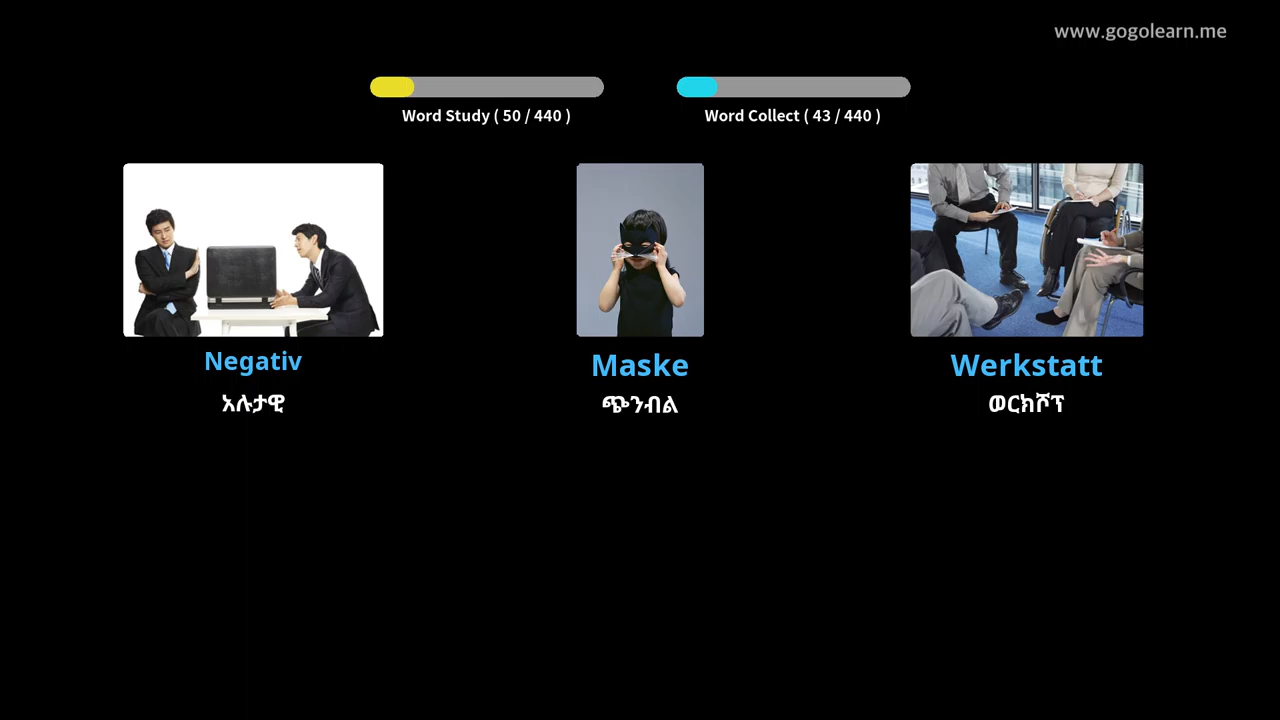 www.gogolearn.me
Word Study ( 50 / 440 )
Word Collect ( 43 / 440 )
Negativ
Maske
Werkstatt
አሉታዊ
ጭንብል
ወርክሾፕ